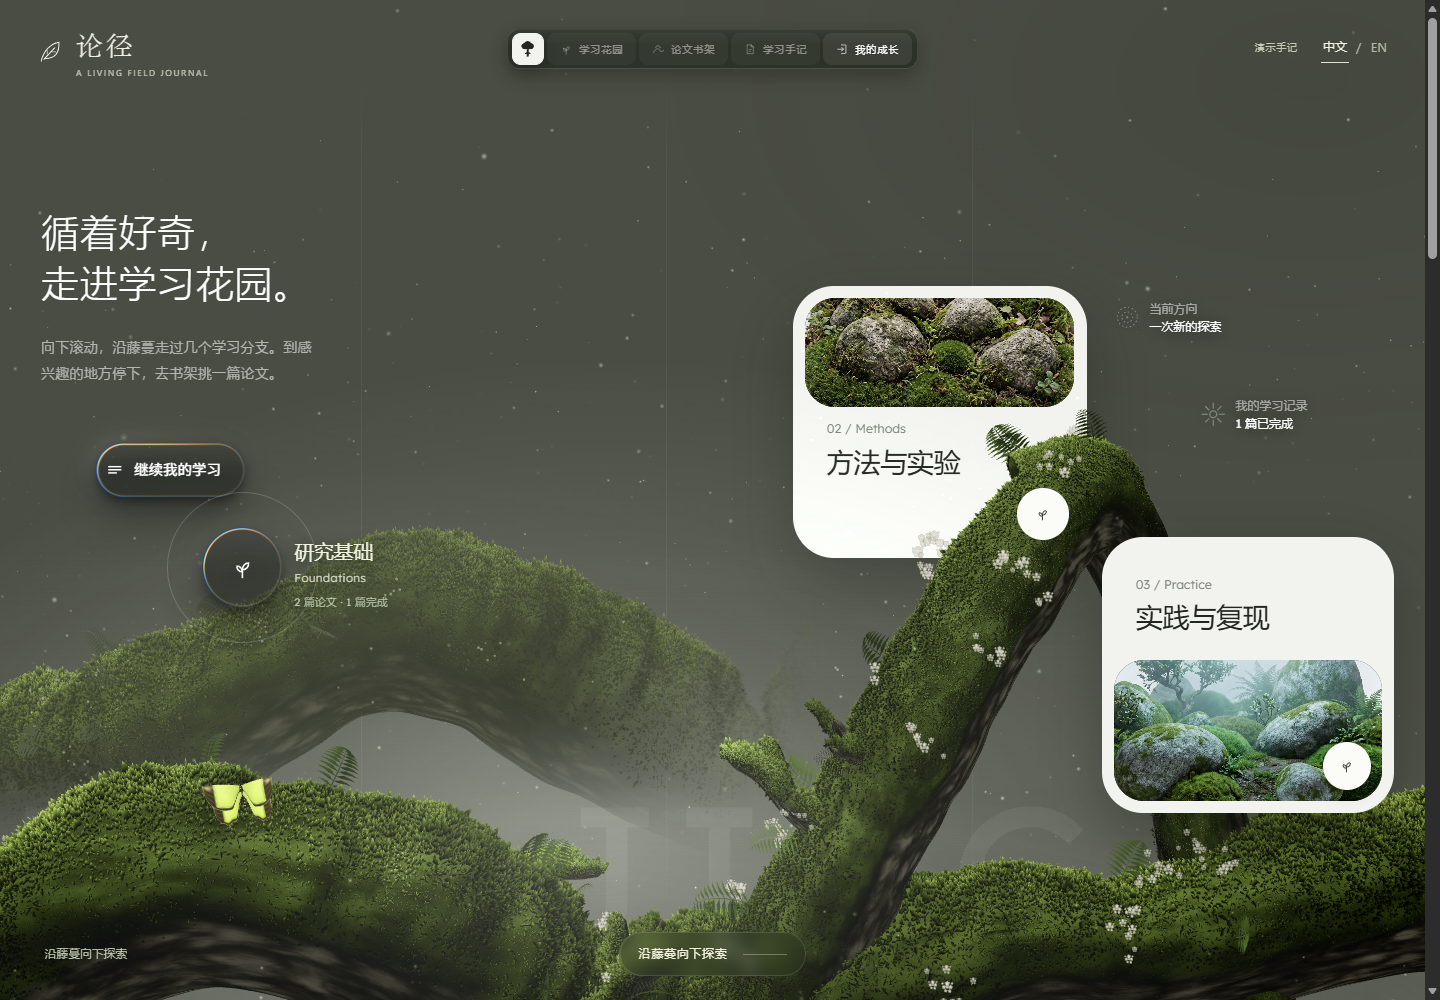 论径
A LIVING FIELD JOURNAL
学习花园
论文书架
学习手记
我的成长
演示手记
中文 / EN
循着好奇，
走进学习花园。
向下滚动，沿藤蔓走过几个学习分支。到感
兴趣的地方停下，去书架挑一篇论文。
继续我的学习
研究基础
Foundations
2 篇论文 · 1 篇完成
02 / Methods
方法与实验
当前方向
一次新的探索
我的学习记录
1 篇已完成
03 / Practice
实践与复现
沿藤蔓向下探索
沿藤蔓向下探索